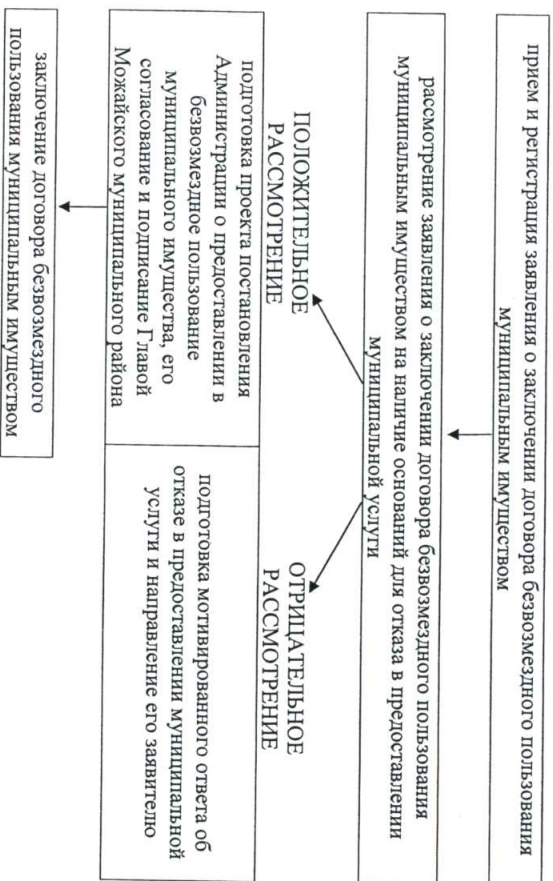 прием и регистрация заявления о заключении договора безвозмездного пользования
муниципальным имуществом
рассмотрение заявления о заключении договора безвозмездного пользования
муниципальным имуществом на наличие оснований для отказа в предоставлении
муниципальной услуги
ПОЛОЖИТЕЛЬНОЕ
РАССМОТРЕНИЕ
ОТРИЦАТЕЛЬНОЕ
РАССМОТРЕНИЕ
подготовка проекта постановления
Администрации о предоставлении в
безвозмездное пользование
муниципального имущества, его
согласование и подписание Главой
Можайского муниципального района
подготовка мотивированного ответа об
отказе в предоставлении муниципальной
услуги и направление его заявителю
заключение договора безвозмездного
пользования муниципальным имуществом